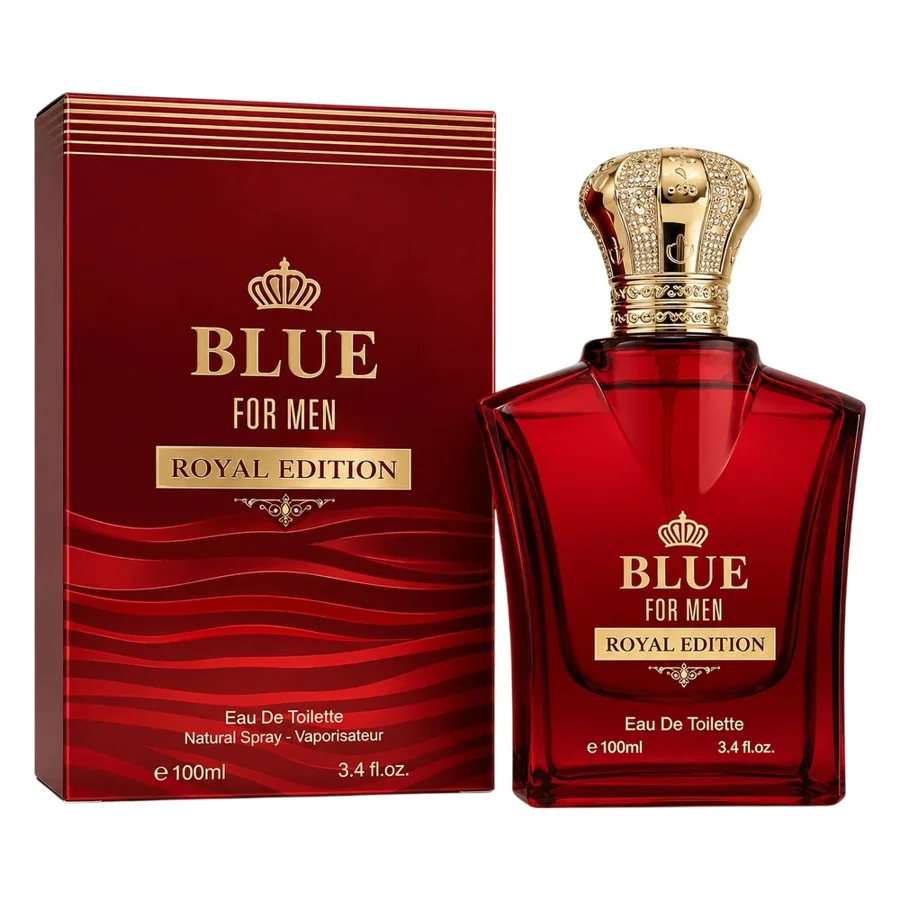 BLUE
FOR MEN
ROYAL EDITION
Eau De Toilette
Natural Spray - Vaporisateur
℮ 100ml 3.4 fl.oz.
BLUE
FOR MEN
ROYAL EDITION
Eau De Toilette
℮ 100ml 3.4 fl.oz.